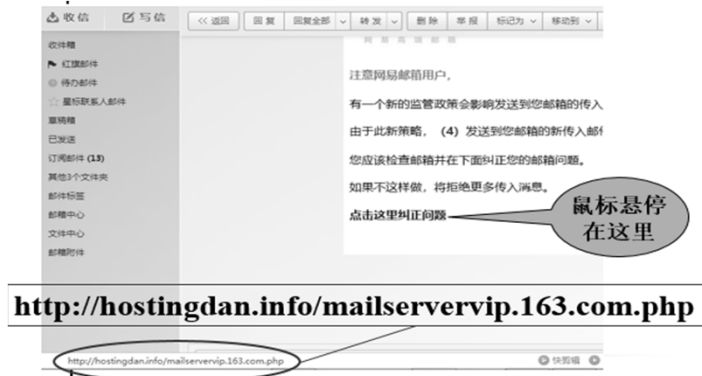 收信 写信 << 返回 回复 回复全部 转发 删除 举报 标记为 移动到
网易高端邮箱
收件箱
红旗邮件
待办邮件
星标联系人邮件
草稿箱
已发送
订阅邮件 (13)
其他3个文件夹
邮件标签
邮箱中心
文件中心
邮箱附件
注意网易邮箱用户,
有一个新的监管政策会影响发送到您邮箱的传入
由于此新策略, (4) 发送到您邮箱的新传入邮件
您应该检查邮箱并在下面纠正您的邮箱问题。
如果不这样做,将拒绝更多传入消息。
点击这里纠正问题
鼠标悬停
在这里
http://hostingdan.info/mailservervip.163.com.php
http://hostingdan.info/mailservervip.163.com.php
快剪辑